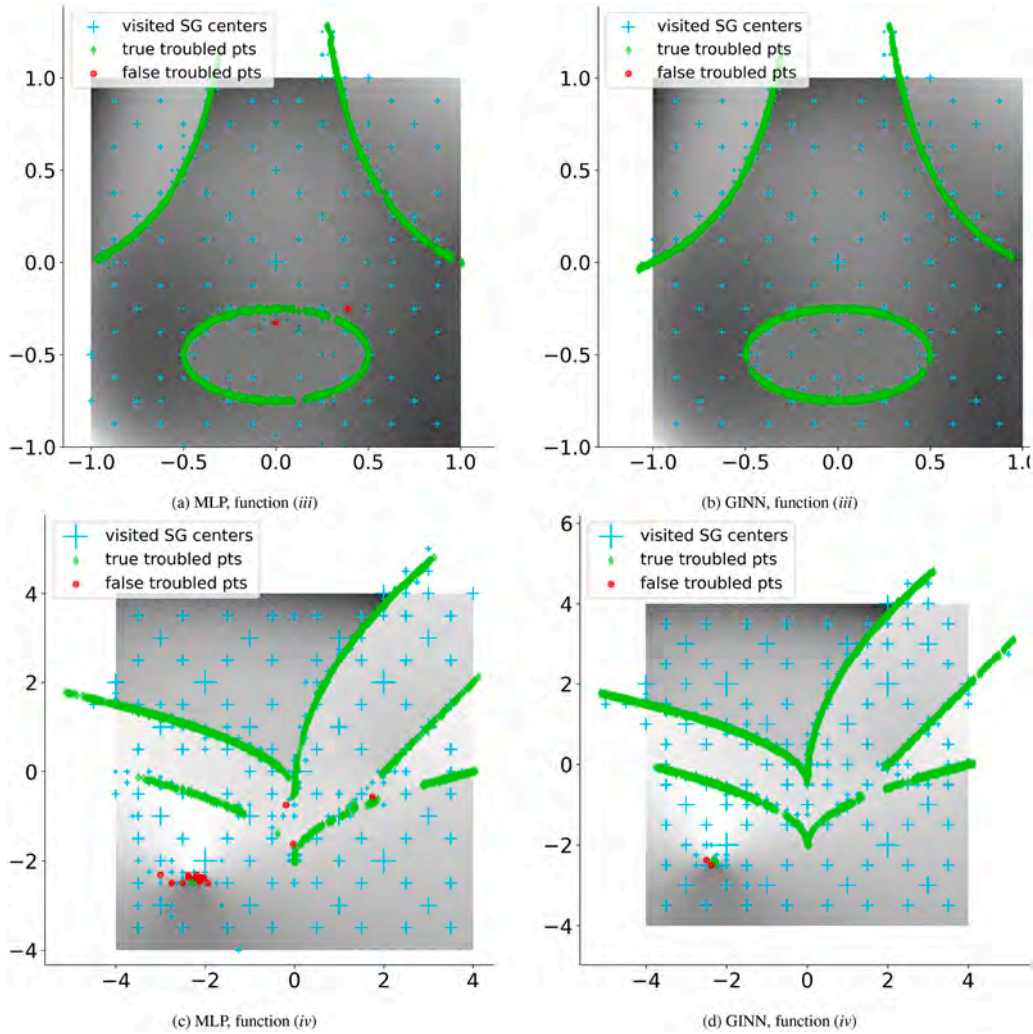 visited SG centers
true troubled pts
false troubled pts
1.0
0.5
0.0
−0.5
−1.0
−1.0 −0.5 0.0 0.5 1.0
(a) MLP, function (iii)
visited SG centers
true troubled pts
false troubled pts
1.0
0.5
0.0
−0.5
−1.0
−1.0 −0.5 0.0 0.5 1.0
(b) GINN, function (iii)
visited SG centers
true troubled pts
false troubled pts
4
2
0
−2
−4
−4 −2 0 2 4
(c) MLP, function (iv)
6
visited SG centers
true troubled pts
false troubled pts
4
2
0
−2
−4
−4 −2 0 2 4
(d) GINN, function (iv)